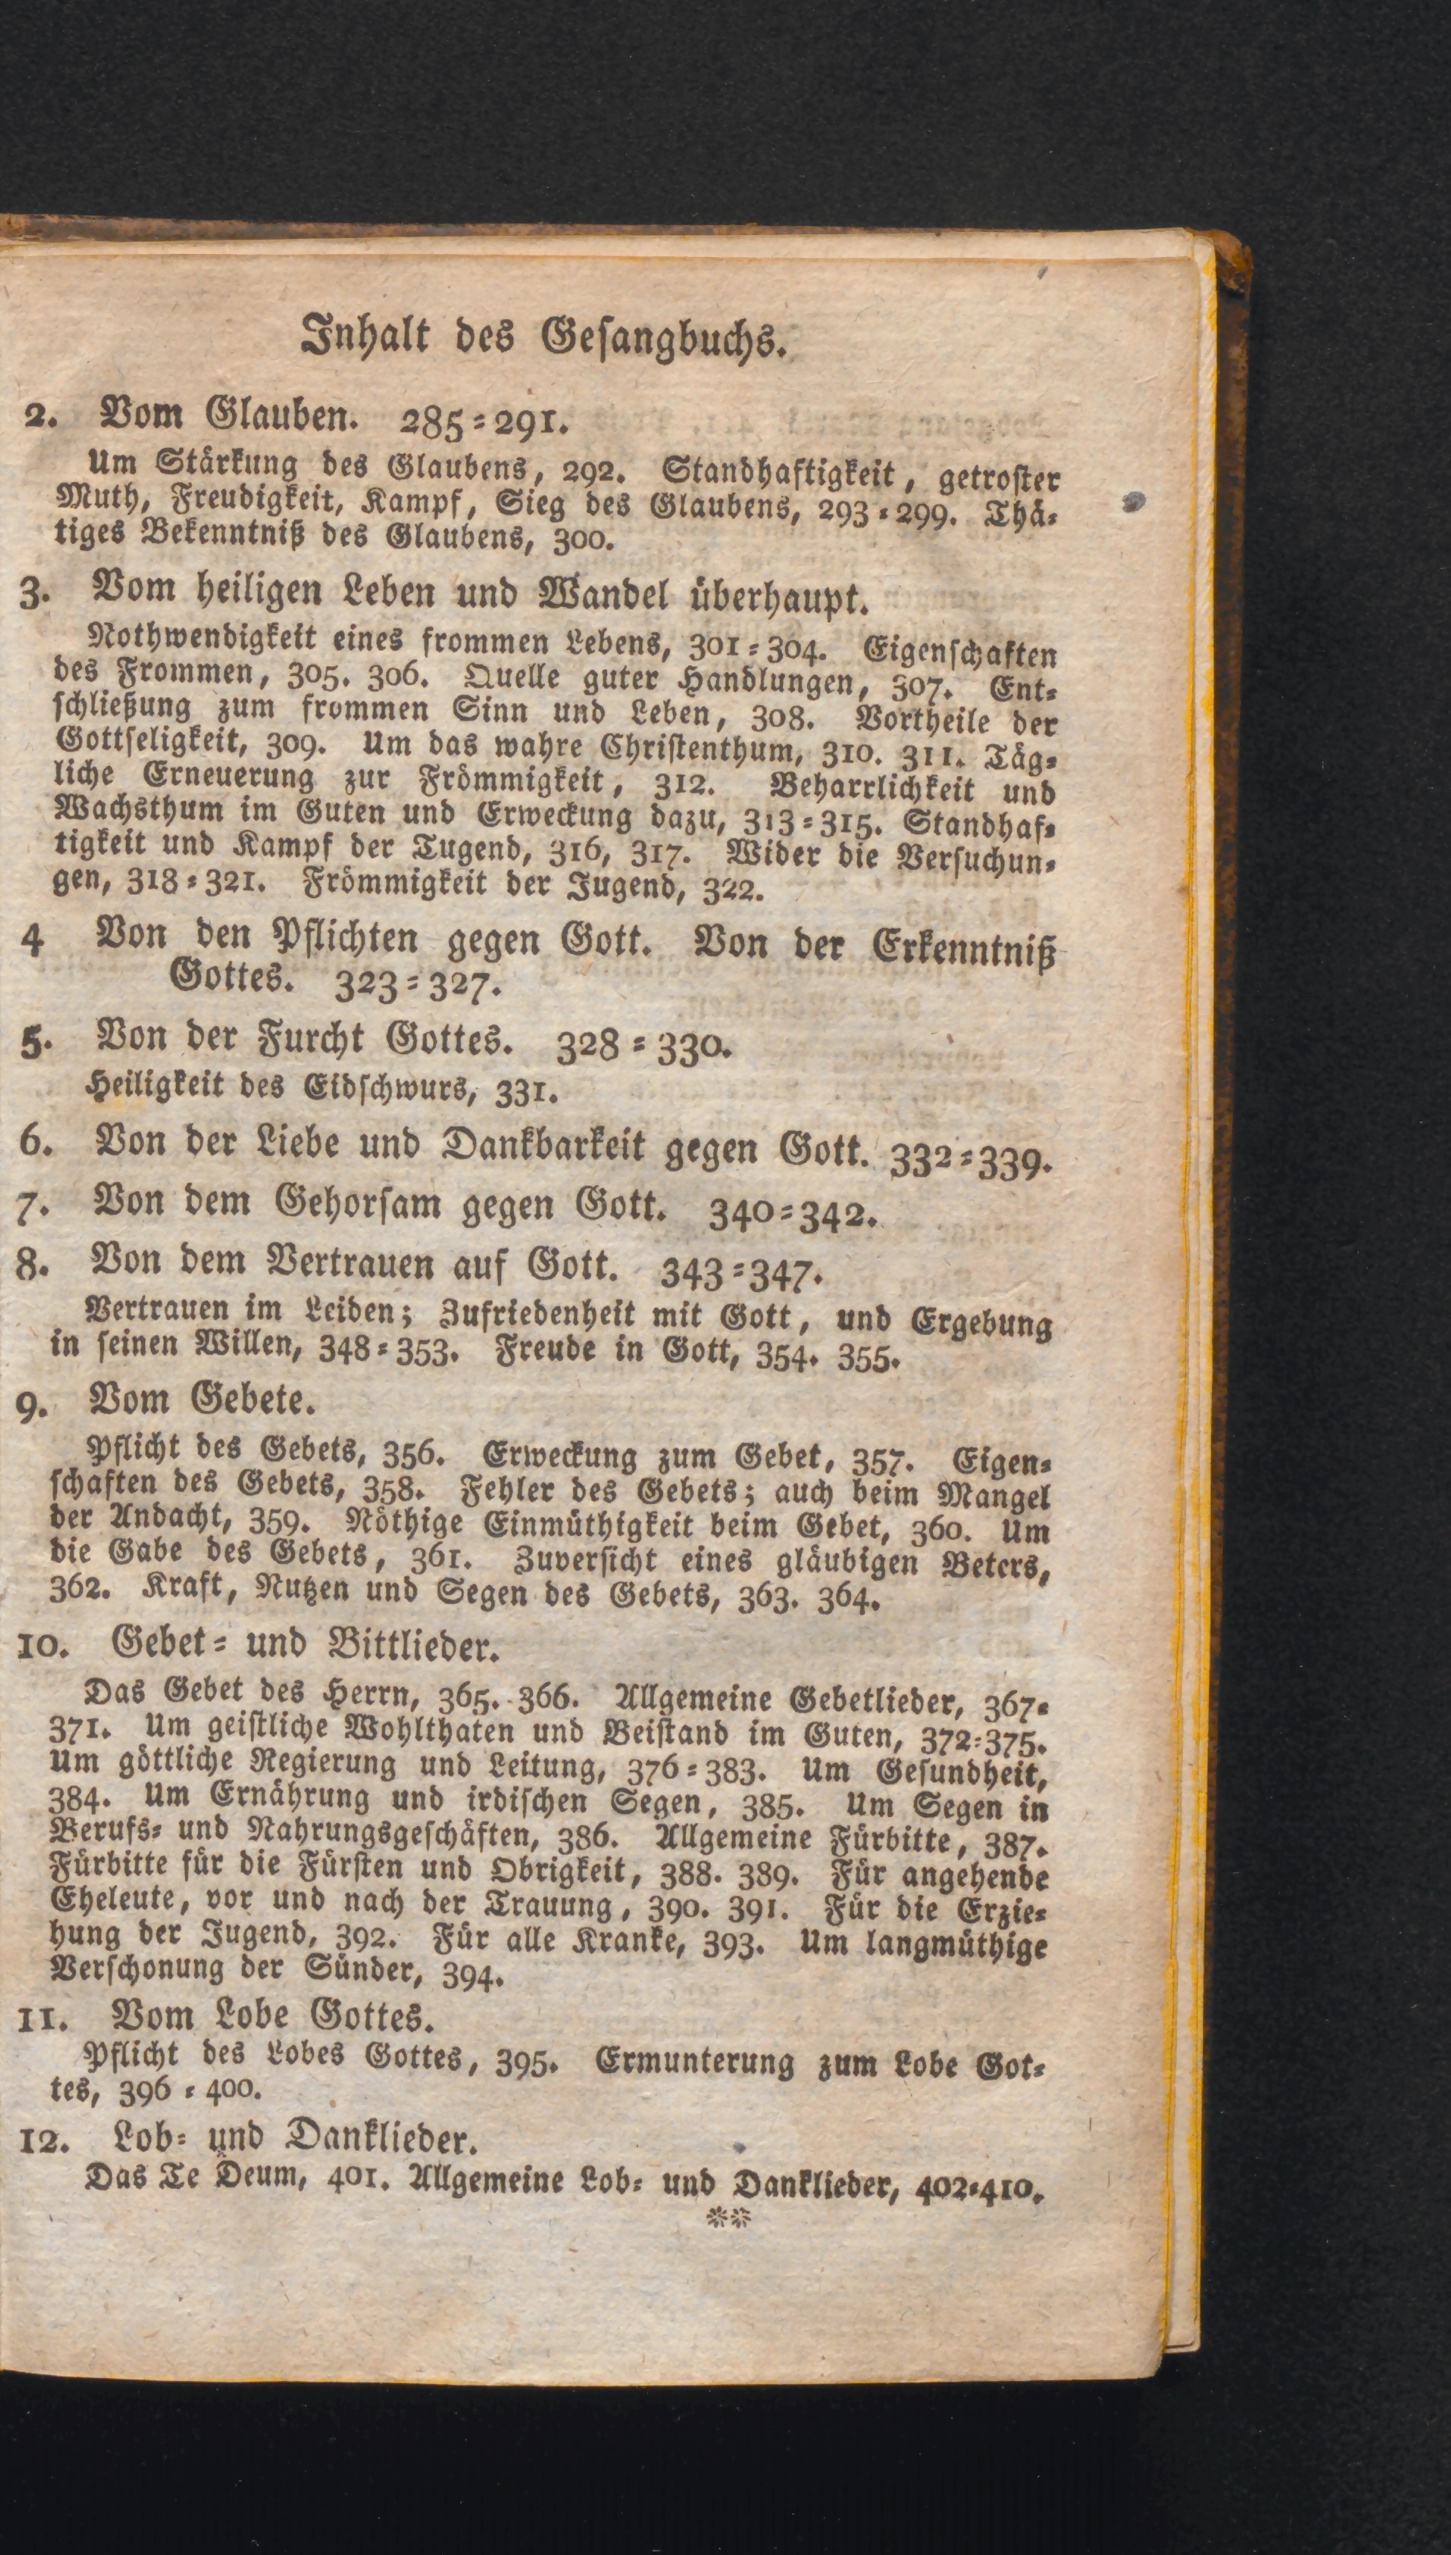 Inhalt des Gesangbuchs.
2. Vom Glauben. 285=291.
Um Stärkung des Glaubens, 292. Standhaftigkeit, getroster
Muth, Freudigkeit, Kampf, Sieg des Glaubens, 293=299. Thä=
tiges Bekenntniß des Glaubens, 300.
3. Vom heiligen Leben und Wandel überhaupt.
Nothwendigkeit eines frommen Lebens, 301=304. Eigenschaften
des Frommen, 305. 306. Quelle guter Handlungen, 307. Ent=
schließung zum frommen Sinn und Leben, 308. Vortheile der
Gottseligkeit, 309. Um das wahre Christenthum, 310. 311. Täg=
liche Erneuerung zur Frömmigkeit, 312. Beharrlichkeit und
Wachsthum im Guten und Erweckung dazu, 313=315. Standhaf=
tigkeit und Kampf der Tugend, 316, 317. Wider die Versuchun=
gen, 318=321. Frömmigkeit der Jugend, 322.
4 Von den Pflichten gegen Gott. Von der Erkenntniß
Gottes. 323=327.
5. Von der Furcht Gottes. 328=330.
Heiligkeit des Eidschwurs, 331.
6. Von der Liebe und Dankbarkeit gegen Gott. 332=339.
7. Von dem Gehorsam gegen Gott. 340=342.
8. Von dem Vertrauen auf Gott. 343=347.
Vertrauen im Leiden; Zufriedenheit mit Gott, und Ergebung
in seinen Willen, 348=353. Freude in Gott, 354. 355.
9. Vom Gebete.
Pflicht des Gebets, 356. Erweckung zum Gebet, 357. Eigen=
schaften des Gebets, 358. Fehler des Gebets; auch beim Mangel
der Andacht, 359. Nöthige Einmüthigkeit beim Gebet, 360. Um
die Gabe des Gebets, 361. Zuversicht eines gläubigen Beters,
362. Kraft, Nutzen und Segen des Gebets, 363. 364.
10. Gebet= und Bittlieder.
Das Gebet des Herrn, 365. 366. Allgemeine Gebetlieder, 367=
371. Um geistliche Wohlthaten und Beistand im Guten, 372=375.
Um göttliche Regierung und Leitung, 376=383. Um Gesundheit,
384. Um Ernährung und irdischen Segen, 385. Um Segen in
Berufs= und Nahrungsgeschäften, 386. Allgemeine Fürbitte, 387.
Fürbitte für die Fürsten und Obrigkeit, 388. 389. Für angehende
Eheleute, vor und nach der Trauung, 390. 391. Für die Erzie=
hung der Jugend, 392. Für alle Kranke, 393. Um langmüthige
Verschonung der Sünder, 394.
11. Vom Lobe Gottes.
Pflicht des Lobes Gottes, 395. Ermunterung zum Lobe Got=
tes, 396=400.
12. Lob= und Danklieder.
Das Te Deum, 401. Allgemeine Lob= und Danklieder, 402=410.
**